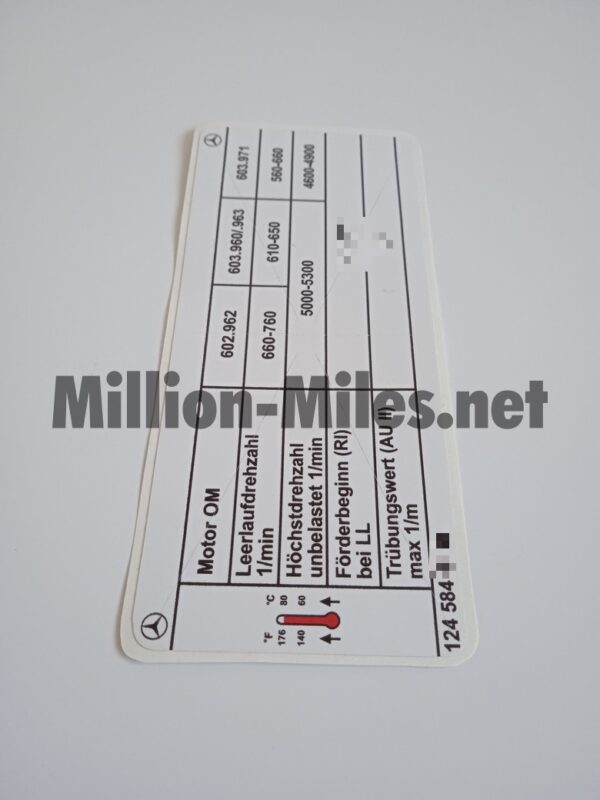 Motor OM 602.962 603.960/.963 603.971
Leerlaufdrehzahl
1/min 660-760 610-650 560-660
Höchstdrehzahl
unbelastet 1/min 5000-5300 4600-4900
Förderbeginn (RI)
bei LL
Trübungswert (AU II)
max 1/m
°F °C
176 80
140 60
124 584
Million-Miles.net